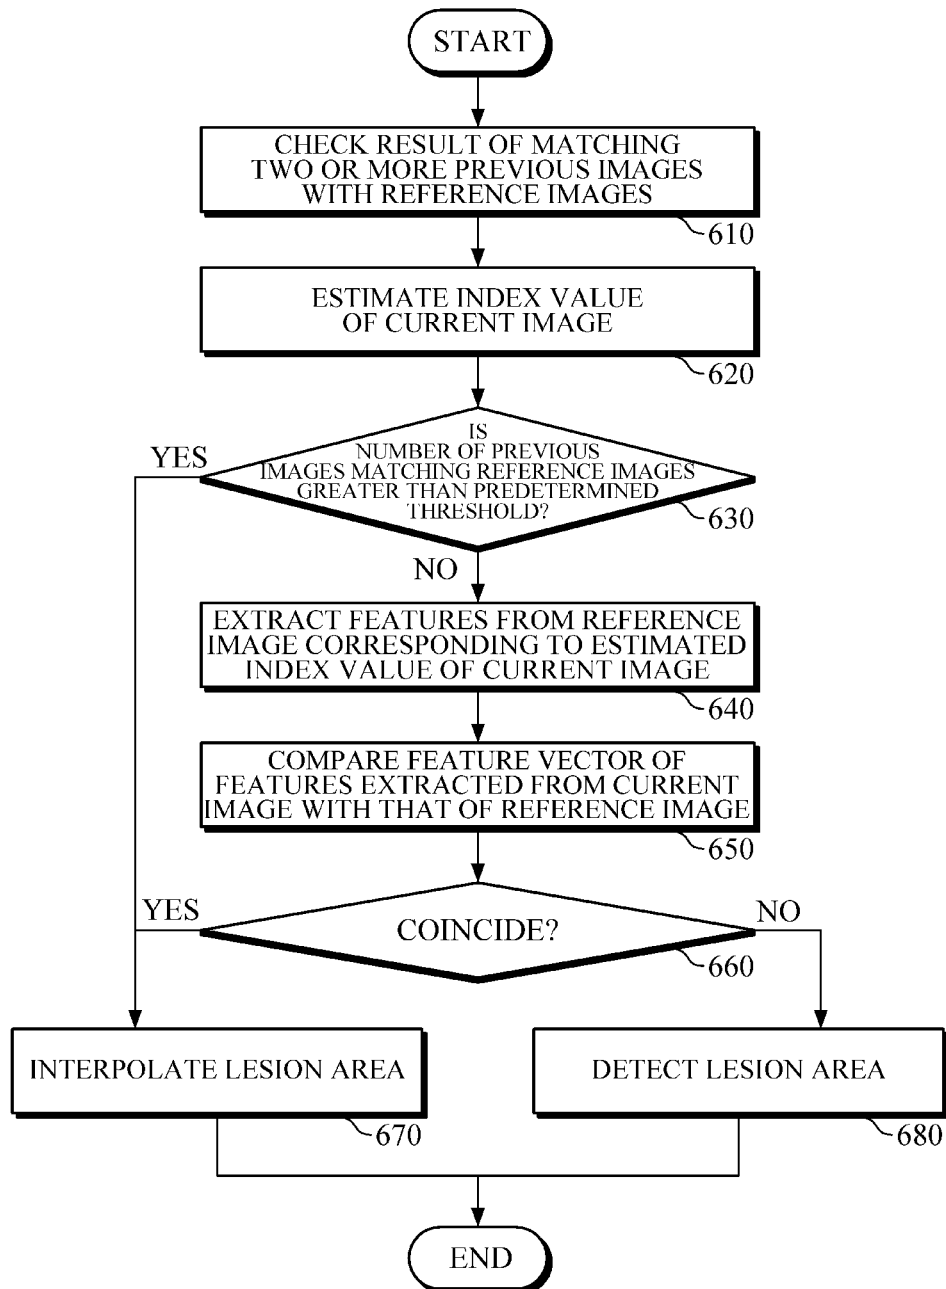 START
CHECK RESULT OF MATCHING
TWO OR MORE PREVIOUS IMAGES
WITH REFERENCE IMAGES
610
ESTIMATE INDEX VALUE
OF CURRENT IMAGE
620
IS
NUMBER OF PREVIOUS
IMAGES MATCHING REFERENCE IMAGES
GREATER THAN PREDETERMINED
THRESHOLD?
YES
630
NO
EXTRACT FEATURES FROM REFERENCE
IMAGE CORRESPONDING TO ESTIMATED
INDEX VALUE OF CURRENT IMAGE
640
COMPARE FEATURE VECTOR OF
FEATURES EXTRACTED FROM CURRENT
IMAGE WITH THAT OF REFERENCE IMAGE
650
YES
COINCIDE?
NO
660
INTERPOLATE LESION AREA
670
DETECT LESION AREA
680
END